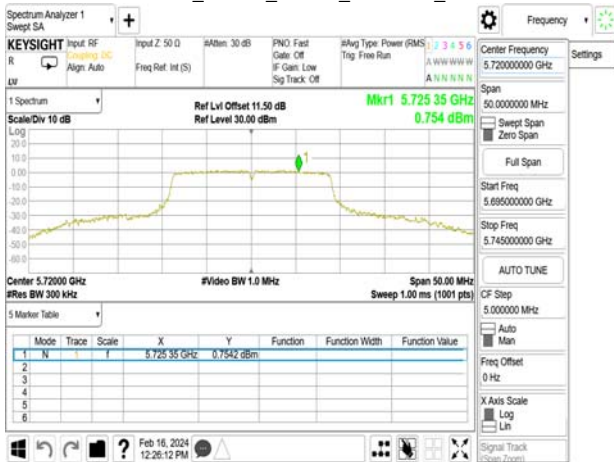 Spectrum Analyzer 1
Swept SA
+
Frequency
KEYSIGHT
R
LV
Input: RF
Coupling: DC
Align: Auto
Input Z: 50 Ω
Freq Ref: Int (S)
#Atten: 30 dB
PNO: Fast
Gate: Off
IF Gain: Low
Sig Track: Off
#Avg Type: Power (RMS
Trig: Free Run
1 2 3 4 5 6
A W W W W W
A N N N N N
Center Frequency
5.720000000 GHz
Settings
Span
50.0000000 MHz
Swept Span
Zero Span
Full Span
Start Freq
5.695000000 GHz
Stop Freq
5.745000000 GHz
AUTO TUNE
CF Step
5.000000 MHz
Auto
Man
Freq Offset
0 Hz
X Axis Scale
Log
Lin
Signal Track
(Span Zoom)
1 Spectrum
Scale/Div 10 dB
Ref Lvl Offset 11.50 dB
Ref Level 30.00 dBm
Mkr1 5.725 35 GHz
0.754 dBm
Log
20.0
10.0
0.00
-10.0
-20.0
-30.0
-40.0
-50.0
-60.0
1
Center 5.72000 GHz
#Res BW 300 kHz
#Video BW 1.0 MHz
Span 50.00 MHz
Sweep 1.00 ms (1001 pts)
5 Marker Table
Mode Trace Scale X Y Function Function Width Function Value
1 N 1 f 5.725 35 GHz 0.7542 dBm
2
3
4
5
6
?
Feb 16, 2024
12:26:12 PM